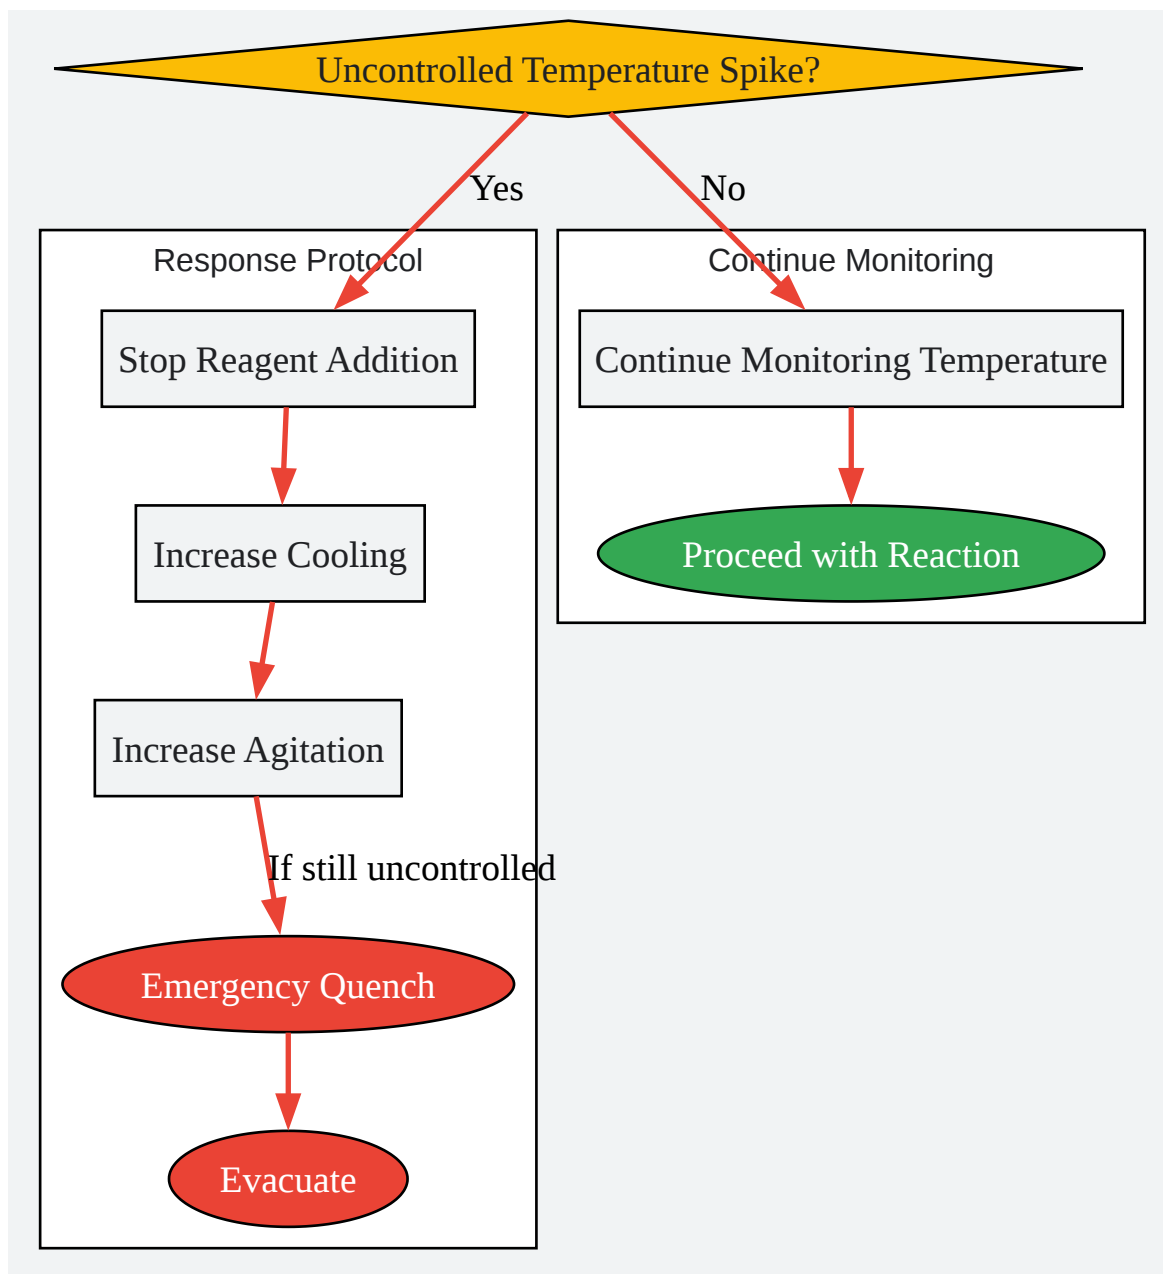 Uncontrolled Temperature Spike?
Yes
No
Response Protocol
Stop Reagent Addition
Increase Cooling
Increase Agitation
If still uncontrolled
Emergency Quench
Evacuate
Continue Monitoring
Continue Monitoring Temperature
Proceed with Reaction